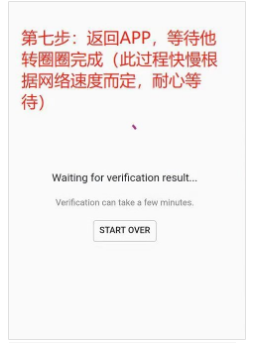 第七步：返回APP，等待他
转圈圈完成（此过程快慢根
据网络速度而定，耐心等
待）
Waiting for verification result...
Verification can take a few minutes.
START OVER